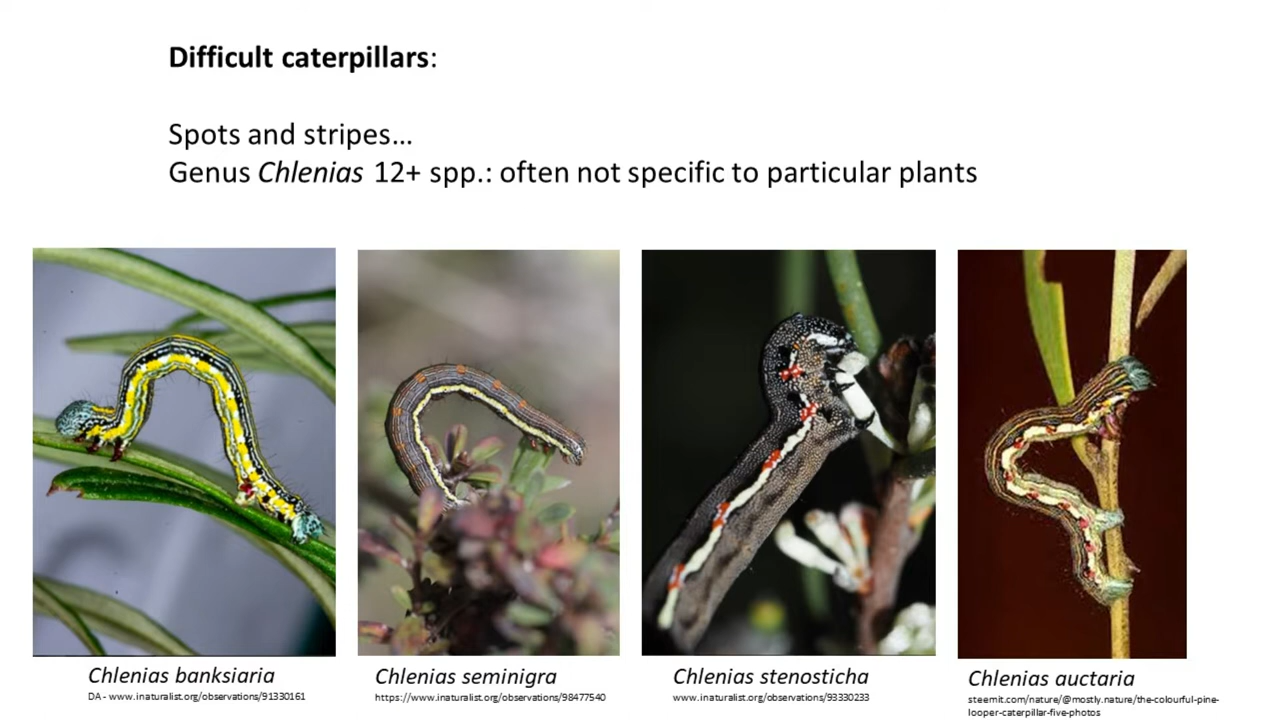 Difficult caterpillars:
Spots and stripes...
Genus Chlenias 12+ spp.: often not specific to particular plants
Chlenias banksiaria
DA - www.inaturalist.org/observations/91330161
Chlenias seminigra
https://www.inaturalist.org/observations/98477540
Chlenias stenosticha
www.inaturalist.org/observations/93330233
Chlenias auctaria
steemit.com/nature/@mostly.nature/the-colourful-pine-
looper-caterpillar-five-photos